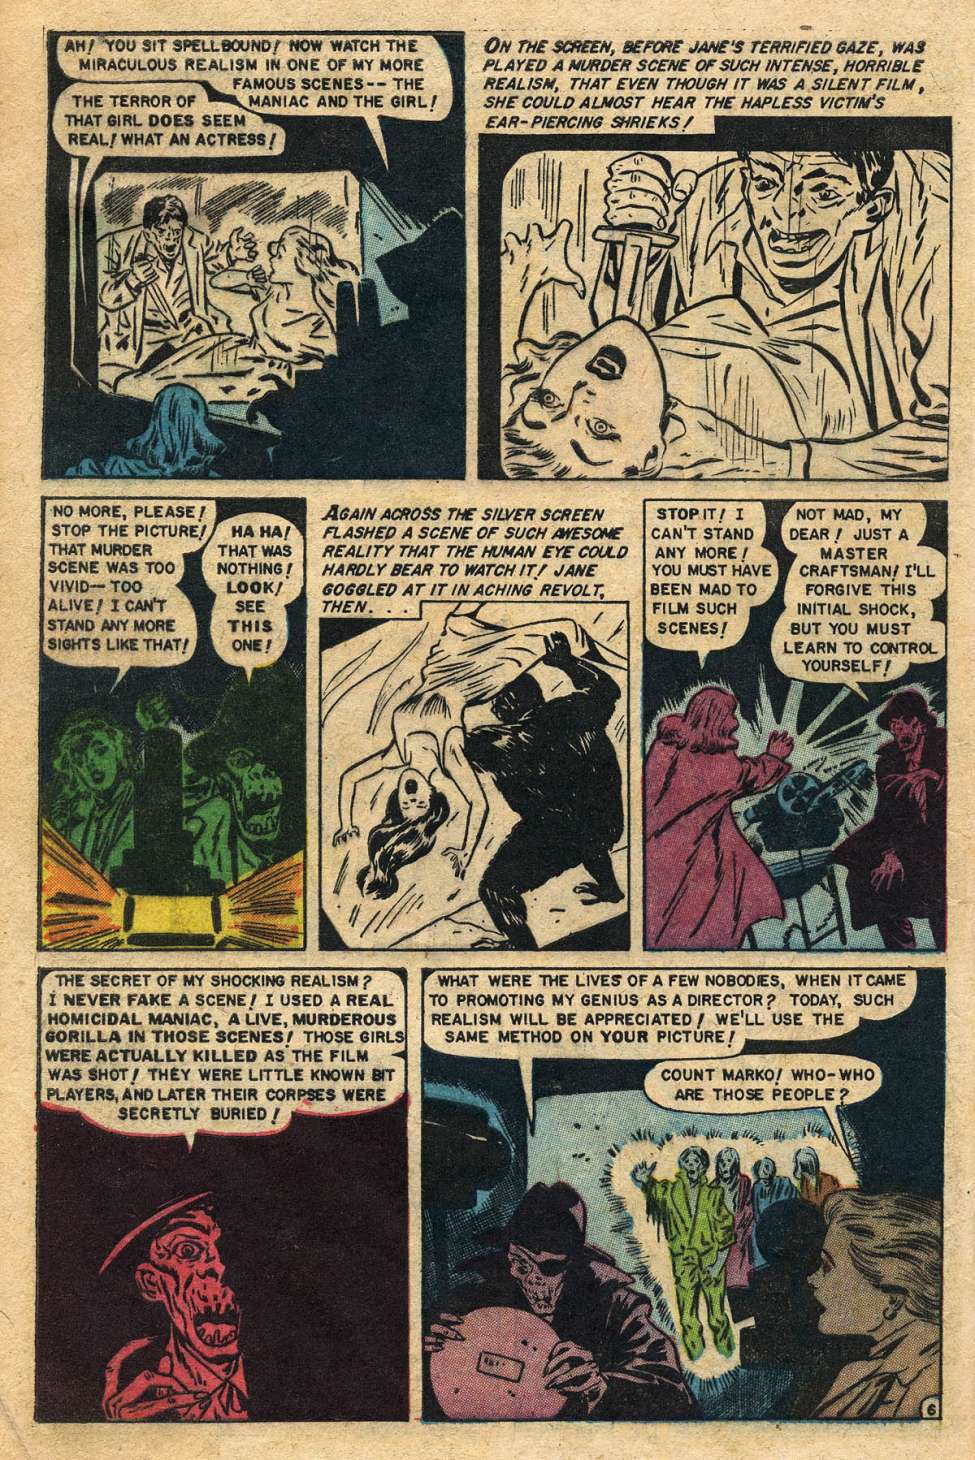 AH! YOU SIT SPELLBOUND! NOW WATCH THE
MIRACULOUS REALISM IN ONE OF MY MORE
FAMOUS SCENES-- THE
MANIAC AND THE GIRL!
THE TERROR OF
THAT GIRL DOES SEEM
REAL! WHAT AN ACTRESS!
ON THE SCREEN, BEFORE JANE'S TERRIFIED GAZE, WAS
PLAYED A MURDER SCENE OF SUCH INTENSE, HORRIBLE
REALISM, THAT EVEN THOUGH IT WAS A SILENT FILM,
SHE COULD ALMOST HEAR THE HAPLESS VICTIM'S
EAR-PIERCING SHRIEKS!
NO MORE, PLEASE!
STOP THE PICTURE!
THAT MURDER
SCENE WAS TOO
VIVID-- TOO
ALIVE! I CAN'T
STAND ANY MORE
SIGHTS LIKE THAT!
HA HA!
THAT WAS
NOTHING!
LOOK!
SEE
THIS
ONE!
AGAIN ACROSS THE SILVER SCREEN
FLASHED A SCENE OF SUCH AWESOME
REALITY THAT THE HUMAN EYE COULD
HARDLY BEAR TO WATCH IT! JANE
GOGGLED AT IT IN ACHING REVOLT,
THEN. . . .
STOP IT! I
CAN'T STAND
ANY MORE!
YOU MUST HAVE
BEEN MAD TO
FILM SUCH
SCENES!
NOT MAD, MY
DEAR! JUST A
MASTER
CRAFTSMAN! I'LL
FORGIVE THIS
INITIAL SHOCK,
BUT YOU MUST
LEARN TO CONTROL
YOURSELF!
THE SECRET OF MY SHOCKING REALISM?
I NEVER FAKE A SCENE! I USED A REAL
HOMICIDAL MANIAC, A LIVE, MURDEROUS
GORILLA IN THOSE SCENES! THOSE GIRLS
WERE ACTUALLY KILLED AS THE FILM
WAS SHOT! THEY WERE LITTLE KNOWN BIT
PLAYERS, AND LATER THEIR CORPSES WERE
SECRETLY BURIED!
WHAT WERE THE LIVES OF A FEW NOBODIES, WHEN IT CAME
TO PROMOTING MY GENIUS AS A DIRECTOR? TODAY, SUCH
REALISM WILL BE APPRECIATED! WE'LL USE THE
SAME METHOD ON YOUR PICTURE!
COUNT MARKO! WHO-WHO
ARE THOSE PEOPLE?
6